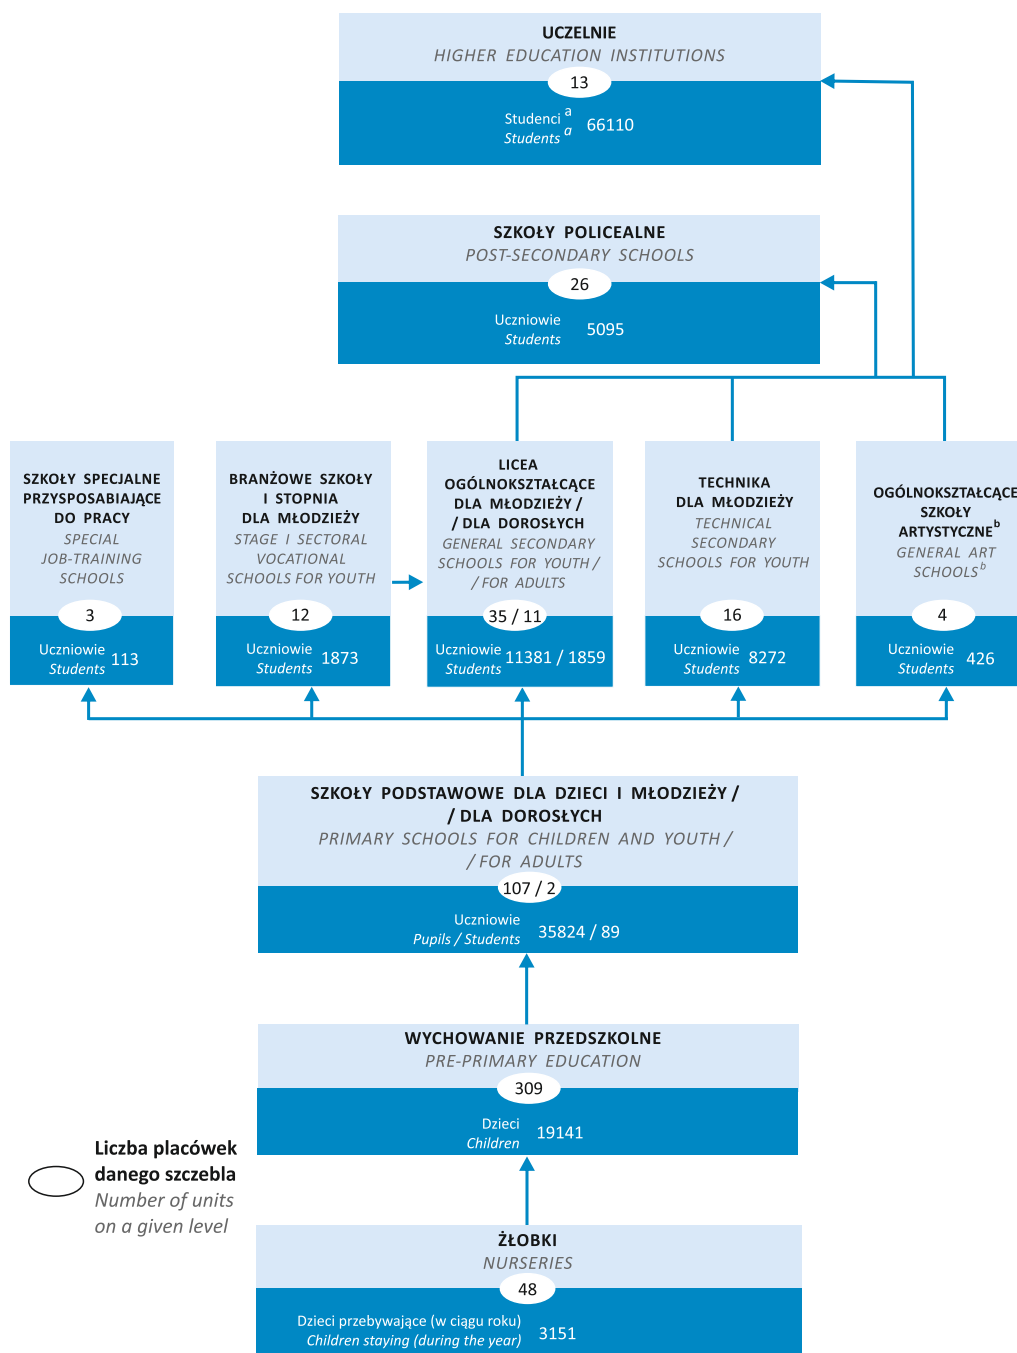 UCZELNIE
HIGHER EDUCATION INSTITUTIONS
13
Studenci a
Students a
66110
SZKOŁY POLICEALNE
POST-SECONDARY SCHOOLS
26
Uczniowie
Students
5095
SZKOŁY SPECJALNE
PRZYSPOSABIAJĄCE
DO PRACY
SPECIAL
JOB-TRAINING
SCHOOLS
3
Uczniowie
Students
113
BRANŻOWE SZKOŁY
I STOPNIA
DLA MŁODZIEŻY
STAGE I SECTORAL
VOCATIONAL
SCHOOLS FOR YOUTH
12
Uczniowie
Students
1873
LICEA
OGÓLNOKSZTAŁCĄCE
DLA MŁODZIEŻY /
/ DLA DOROSŁYCH
GENERAL SECONDARY
SCHOOLS FOR YOUTH /
/ FOR ADULTS
35 / 11
Uczniowie
Students
11381 / 1859
TECHNIKA
DLA MŁODZIEŻY
TECHNICAL
SECONDARY
SCHOOLS FOR YOUTH
16
Uczniowie
Students
8272
OGÓLNOKSZTAŁCĄCE
SZKOŁY
ARTYSTYCZNE b
GENERAL ART
SCHOOLS b
4
Uczniowie
Students
426
SZKOŁY PODSTAWOWE DLA DZIECI I MŁODZIEŻY /
/ DLA DOROSŁYCH
PRIMARY SCHOOLS FOR CHILDREN AND YOUTH /
/ FOR ADULTS
107 / 2
Uczniowie
Pupils / Students
35824 / 89
WYCHOWANIE PRZEDSZKOLNE
PRE-PRIMARY EDUCATION
309
Dzieci
Children
19141
Liczba placówek
danego szczebla
Number of units
on a given level
ŻŁOBKI
NURSERIES
48
Dzieci przebywające (w ciągu roku)
Children staying (during the year)
3151